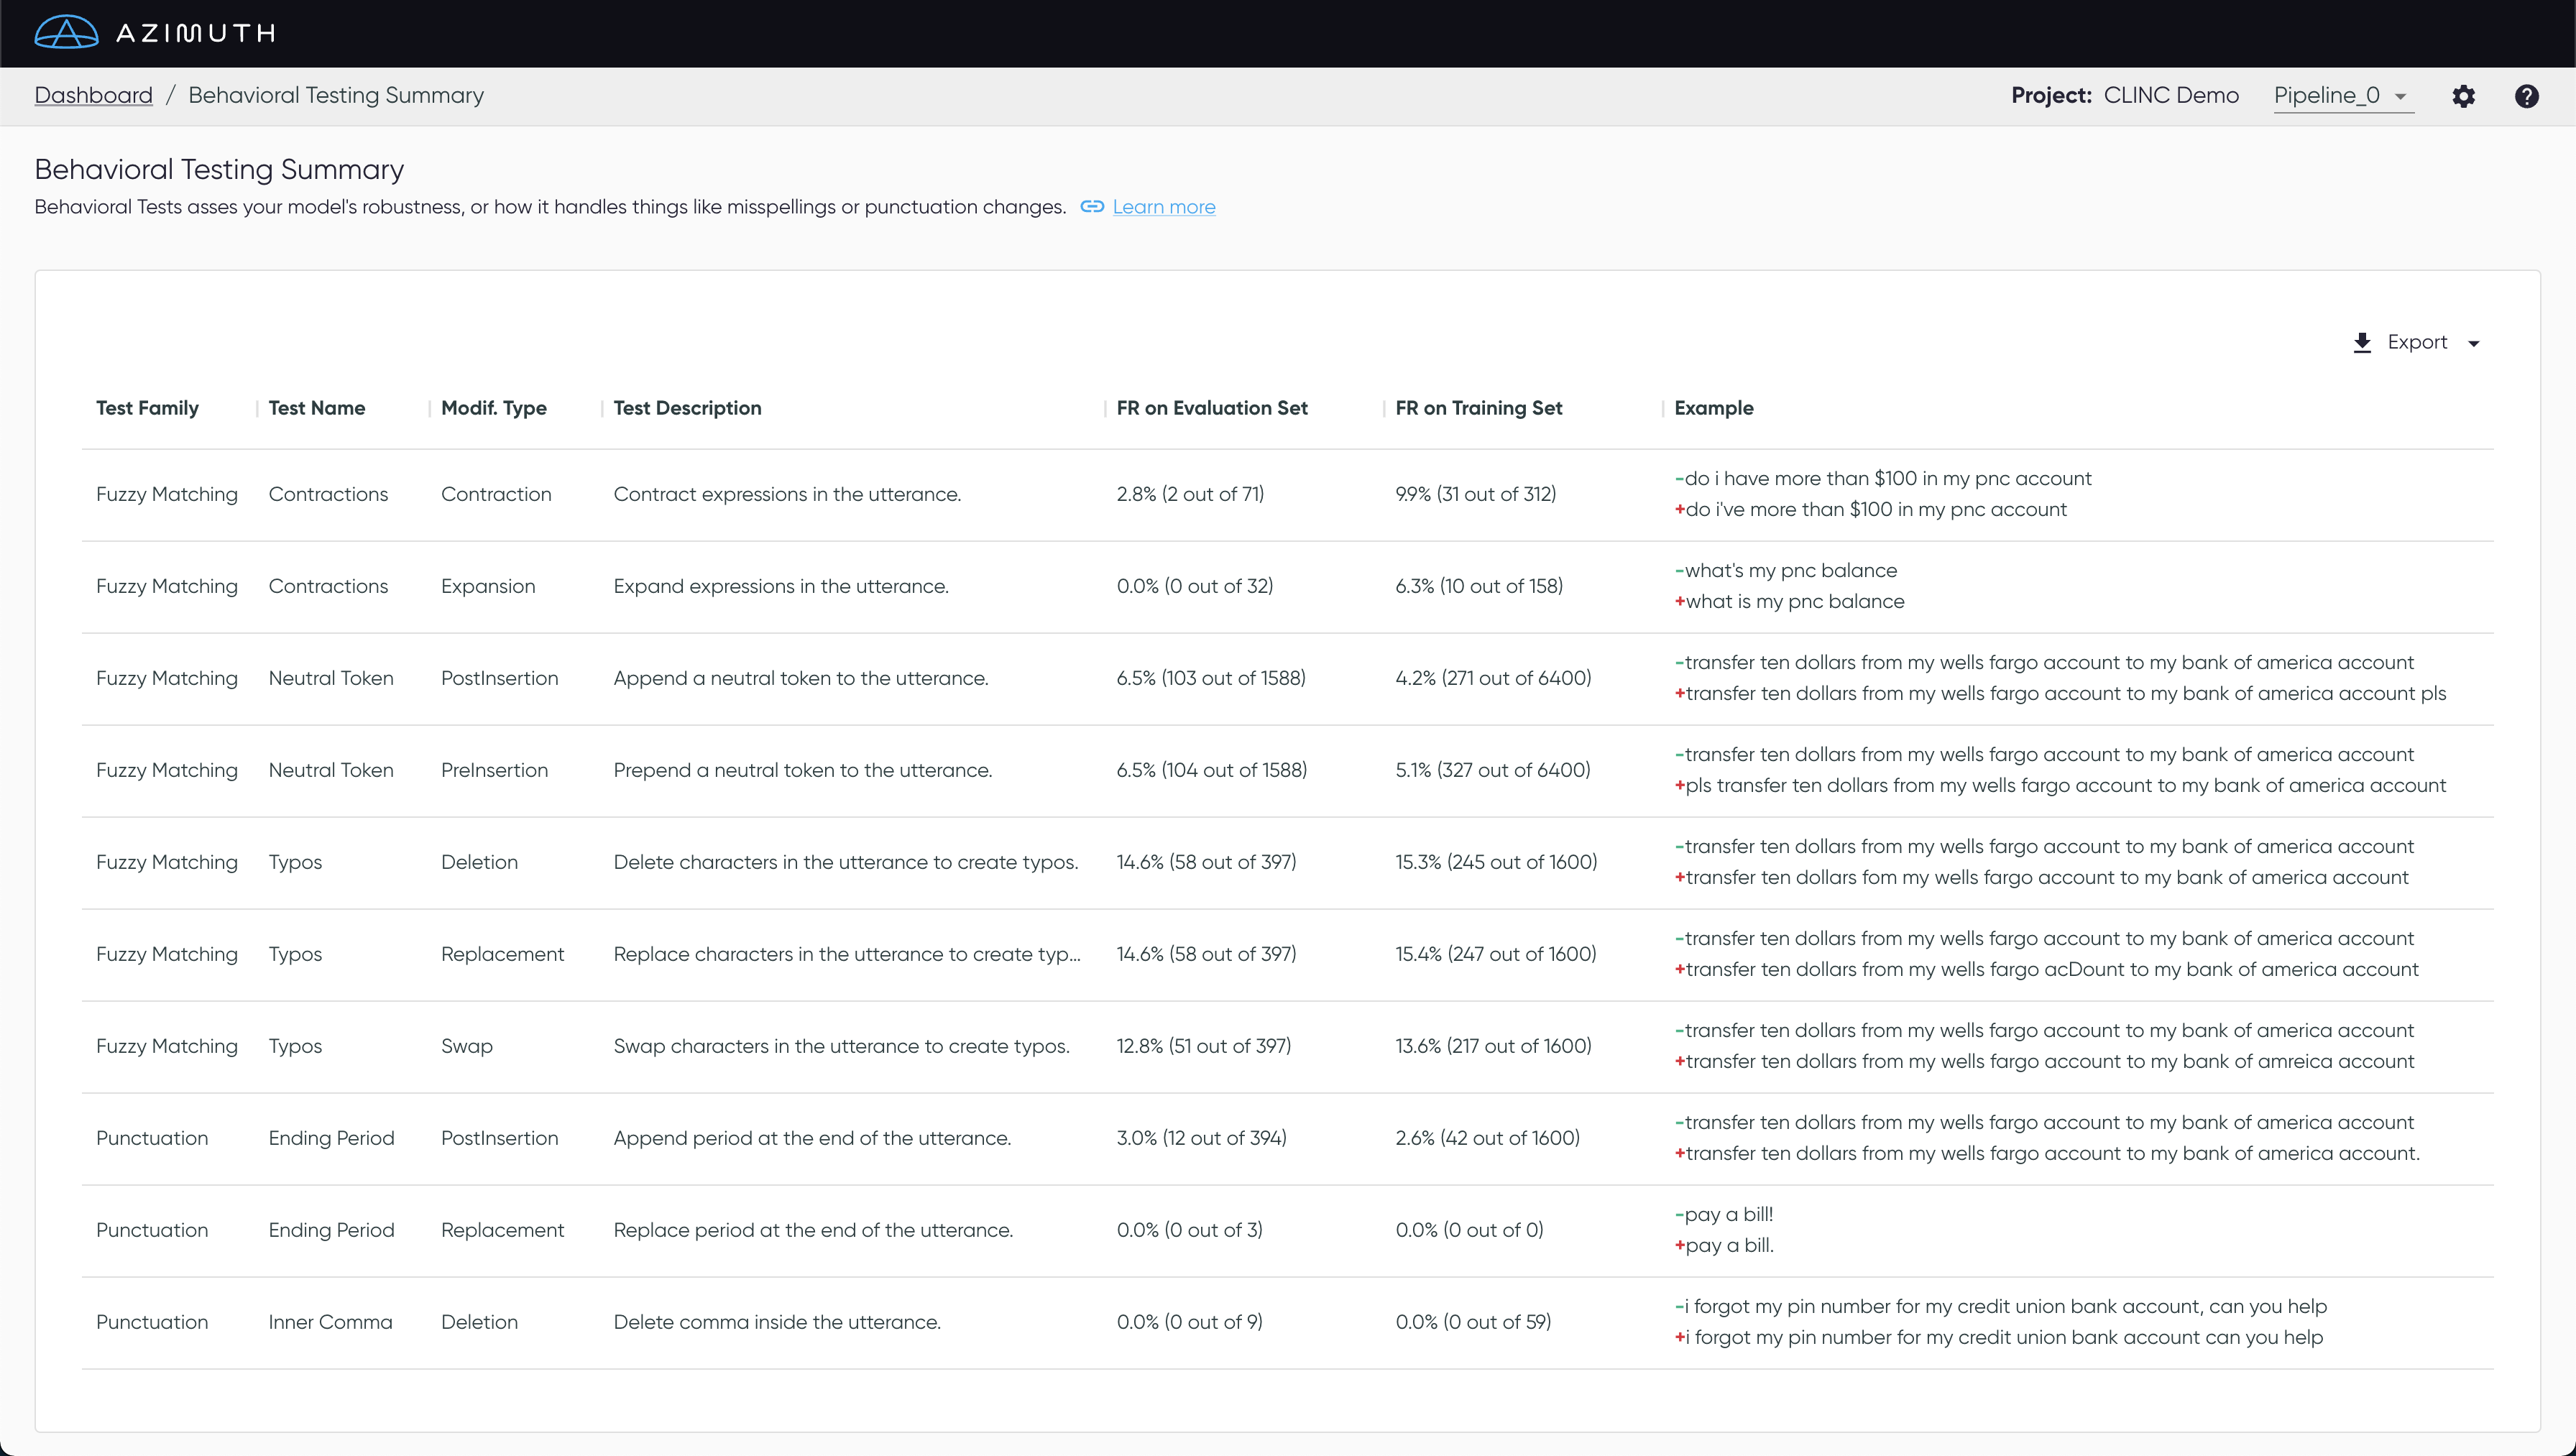 AZIMUTH
Dashboard / Behavioral Testing Summary Project: CLINC Demo Pipeline_0
Behavioral Testing Summary
Behavioral Tests asses your model's robustness, or how it handles things like misspellings or punctuation changes. Learn more
Export
Test Family Test Name Modif. Type Test Description FR on Evaluation Set FR on Training Set Example
Fuzzy Matching Contractions Contraction Contract expressions in the utterance. 2.8% (2 out of 71) 9.9% (31 out of 312)
-do i have more than $100 in my pnc account
+do i've more than $100 in my pnc account
Fuzzy Matching Contractions Expansion Expand expressions in the utterance. 0.0% (0 out of 32) 6.3% (10 out of 158)
-what's my pnc balance
+what is my pnc balance
Fuzzy Matching Neutral Token PostInsertion Append a neutral token to the utterance. 6.5% (103 out of 1588) 4.2% (271 out of 6400)
-transfer ten dollars from my wells fargo account to my bank of america account
+transfer ten dollars from my wells fargo account to my bank of america account pls
Fuzzy Matching Neutral Token PreInsertion Prepend a neutral token to the utterance. 6.5% (104 out of 1588) 5.1% (327 out of 6400)
-transfer ten dollars from my wells fargo account to my bank of america account
+pls transfer ten dollars from my wells fargo account to my bank of america account
Fuzzy Matching Typos Deletion Delete characters in the utterance to create typos. 14.6% (58 out of 397) 15.3% (245 out of 1600)
-transfer ten dollars from my wells fargo account to my bank of america account
+transfer ten dollars fom my wells fargo account to my bank of america account
Fuzzy Matching Typos Replacement Replace characters in the utterance to create typ... 14.6% (58 out of 397) 15.4% (247 out of 1600)
-transfer ten dollars from my wells fargo account to my bank of america account
+transfer ten dollars from my wells fargo acDount to my bank of america account
Fuzzy Matching Typos Swap Swap characters in the utterance to create typos. 12.8% (51 out of 397) 13.6% (217 out of 1600)
-transfer ten dollars from my wells fargo account to my bank of america account
+transfer ten dollars from my wells fargo account to my bank of amreica account
Punctuation Ending Period PostInsertion Append period at the end of the utterance. 3.0% (12 out of 394) 2.6% (42 out of 1600)
-transfer ten dollars from my wells fargo account to my bank of america account
+transfer ten dollars from my wells fargo account to my bank of america account.
Punctuation Ending Period Replacement Replace period at the end of the utterance. 0.0% (0 out of 3) 0.0% (0 out of 0)
-pay a bill!
+pay a bill.
Punctuation Inner Comma Deletion Delete comma inside the utterance. 0.0% (0 out of 9) 0.0% (0 out of 59)
-i forgot my pin number for my credit union bank account, can you help
+i forgot my pin number for my credit union bank account can you help